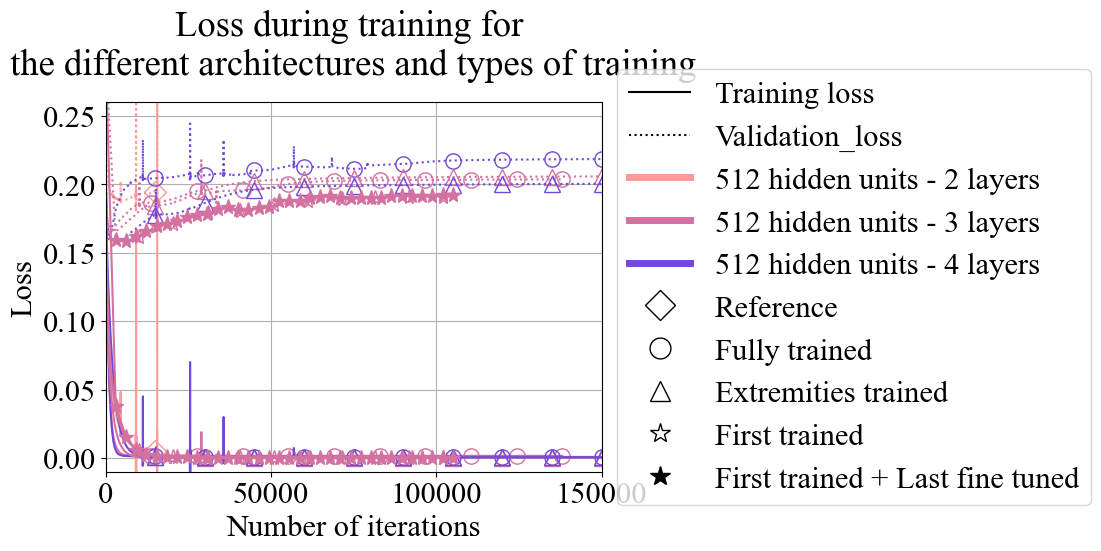 Loss during training for
the different architectures and types of training
0.25
0.20
0.15
0.10
0.05
0.00
Loss
0
50000
100000
150000
Number of iterations
Training loss
Validation_loss
512 hidden units - 2 layers
512 hidden units - 3 layers
512 hidden units - 4 layers
Reference
Fully trained
Extremities trained
First trained
First trained + Last fine tuned